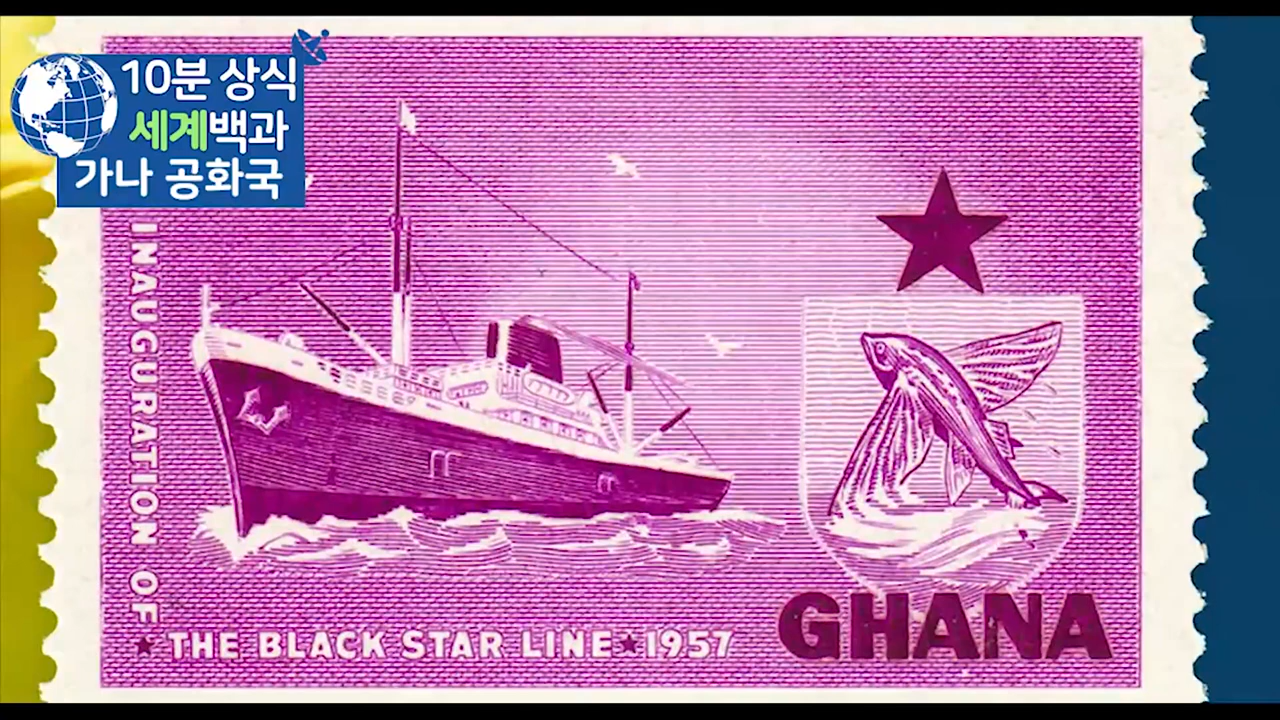 10분 상식
세계백과
가나 공화국
INAUGURATION OF
★ THE BLACK STAR LINE ★ 1957
GHANA